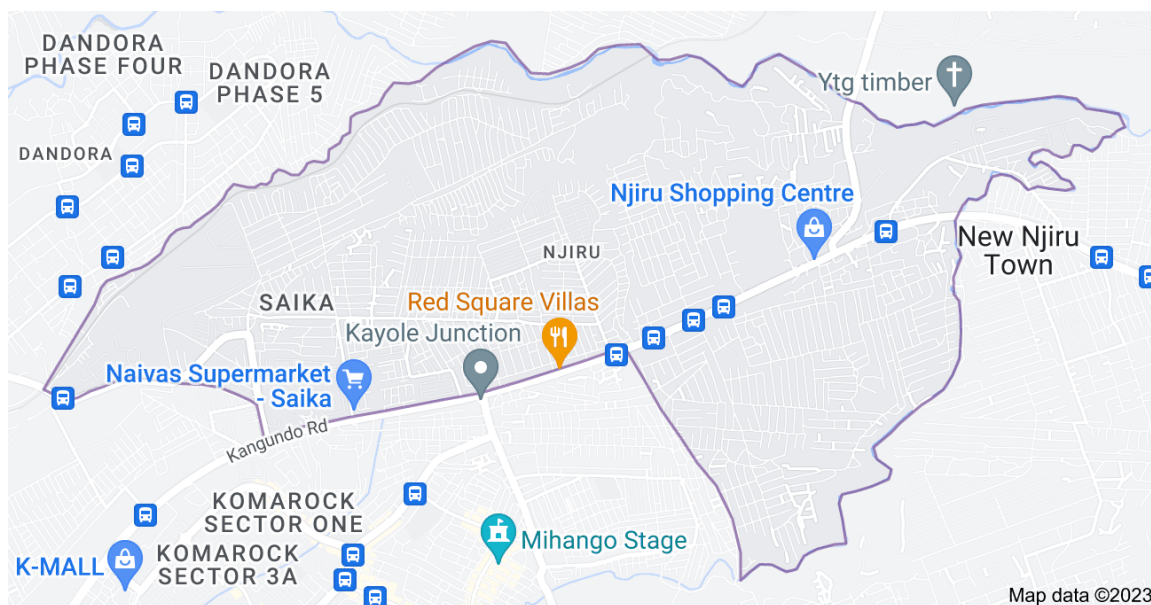 DANDORA
PHASE FOUR
DANDORA
PHASE 5
Ytg timber
DANDORA
Njiru Shopping Centre
New Njiru
Town
NJIRU
SAIKA
Red Square Villas
Kayole Junction
Naivas Supermarket
- Saika
Kangundo Rd
KOMAROCK
SECTOR ONE
Mihango Stage
K-MALL
KOMAROCK
SECTOR 3A
Map data ©2023